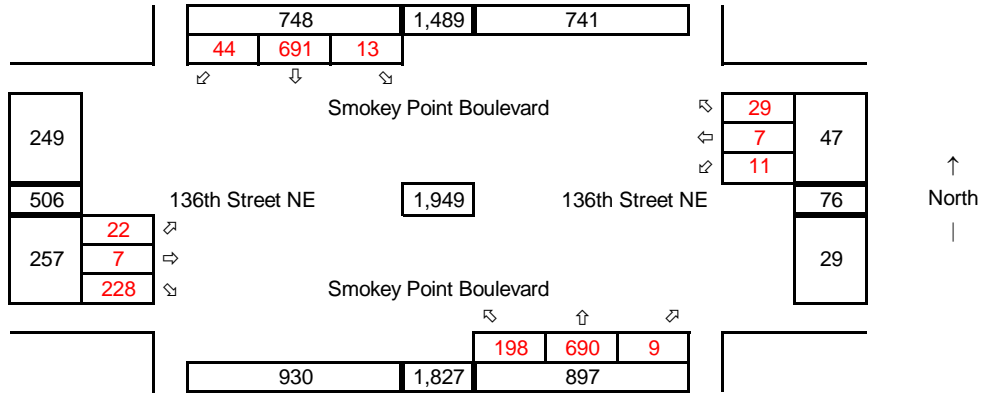 748 1,489 741
44 691 13
⬃ ⇩ ⬂
Smokey Point Boulevard ⬁ 29
249 ⇦ 7 47
⬃ 11 ↑
506 136th Street NE 1,949 136th Street NE 76 North
22 ⬀ |
257 7 ⇨ 29
228 ⬂ Smokey Point Boulevard
⬁ ⇧ ⬀
198 690 9
930 1,827 897